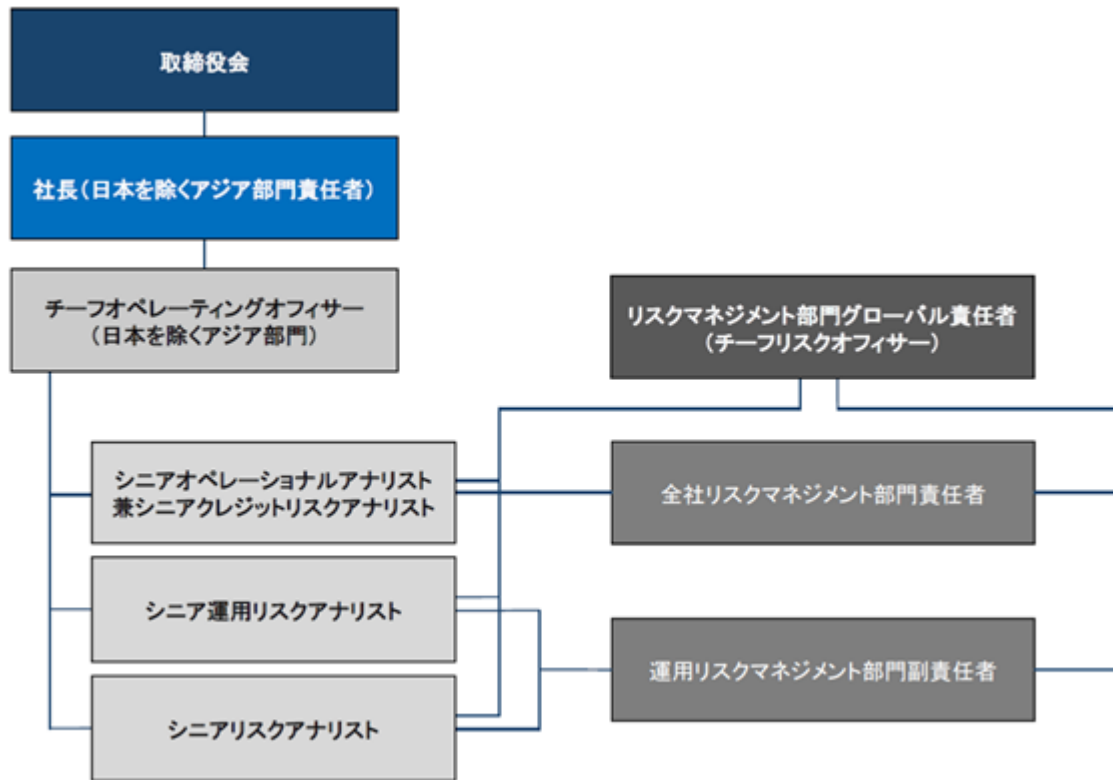 取締役会
社長（日本を除くアジア部門責任者）
チーフオペレーティングオフィサー
（日本を除くアジア部門）
リスクマネジメント部門グローバル責任者
（チーフリスクオフィサー）
シニアオペレーショナルアナリスト
兼シニアクレジットリスクアナリスト
全社リスクマネジメント部門責任者
シニア運用リスクアナリスト
運用リスクマネジメント部門副責任者
シニアリスクアナリスト